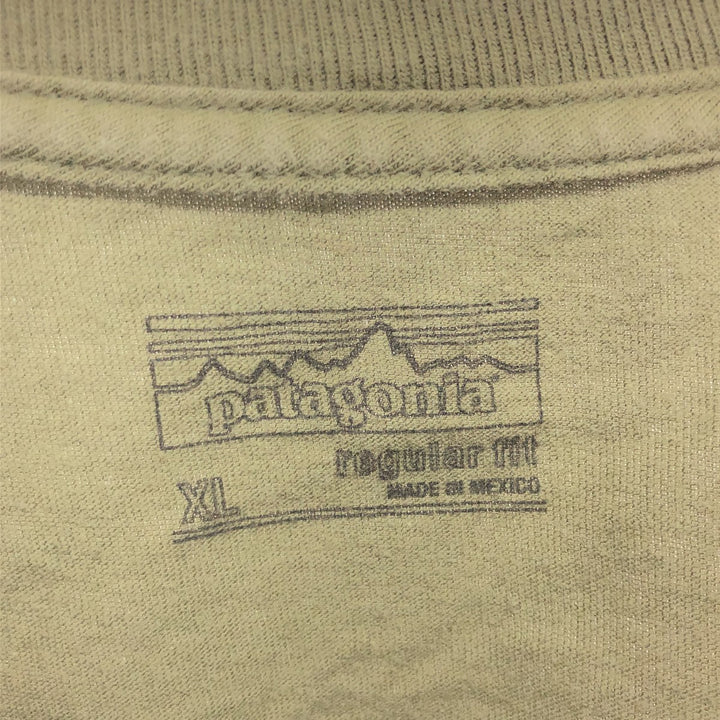 patagonia
regular fit
XL
MADE IN MEXICO